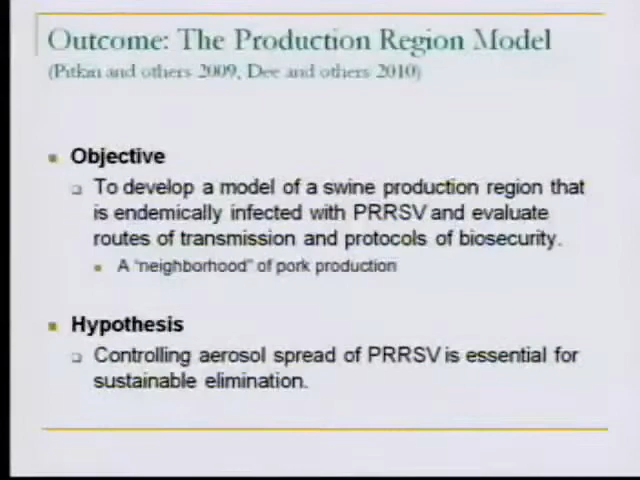 Outcome: The Production Region Model
(Pitkin and others 2009, Dee and others 2010)
Objective
To develop a model of a swine production region that
is endemically infected with PRRSV and evaluate
routes of transmission and protocols of biosecurity.
A "neighborhood" of pork production
Hypothesis
Controlling aerosol spread of PRRSV is essential for
sustainable elimination.